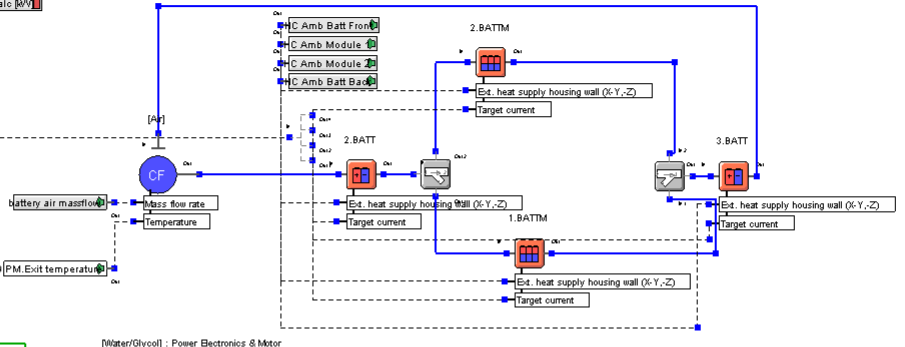 alc [kW]
C Amb Batt Front
C Amb Module 1
C Amb Module 2
C Amb Batt Back
2.BATTM
Ext. heat supply housing wall (X-Y,-Z)
Target current
[Air]
2.BATT
3.BATT
CF
battery air massflow
Mass flow rate
Temperature
Ext. heat supply housing wall (X-Y,-Z)
Target current
Ext. heat supply housing wall (X-Y,-Z)
Target current
1.BATTM
PM.Exit temperature
Ext. heat supply housing wall (X-Y,-Z)
Target current
[Water/Glycol] : Power Electronics & Motor